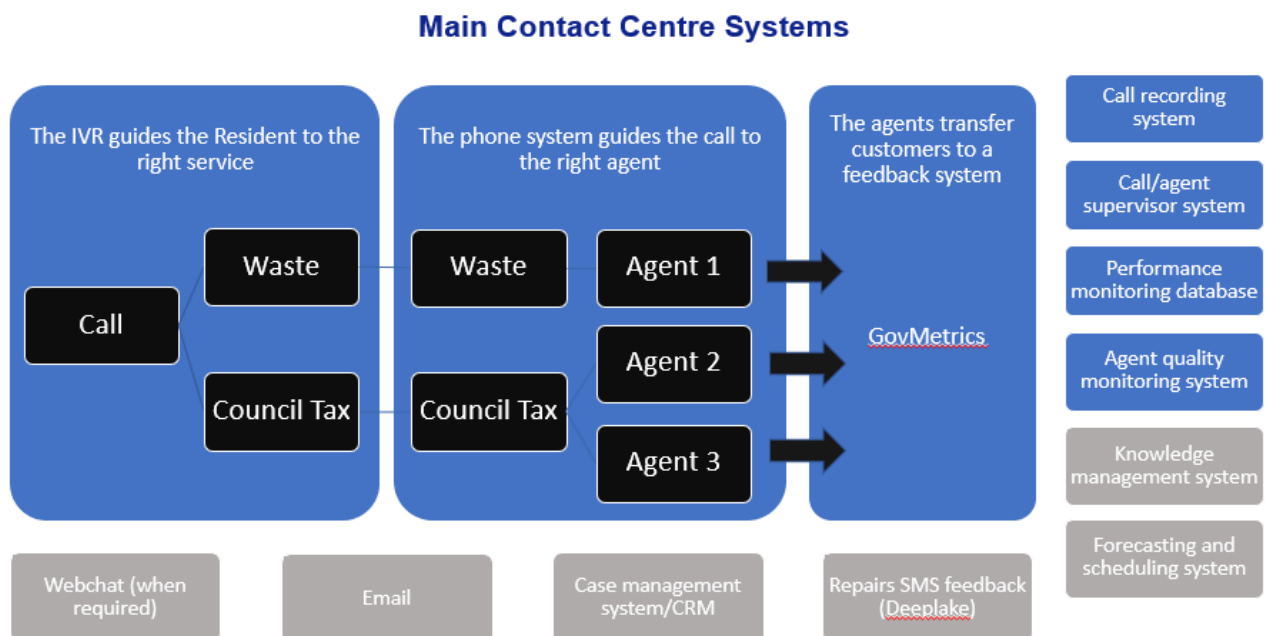 Main Contact Centre Systems
The IVR guides the Resident to the
right service
Call
Waste
Council Tax
The phone system guides the call to
the right agent
Waste
Council Tax
Agent 1
Agent 2
Agent 3
The agents transfer
customers to a
feedback system
GovMetrics
Call recording
system
Call/agent
supervisor system
Performance
monitoring database
Agent quality
monitoring system
Knowledge
management system
Forecasting and
scheduling system
Webchat (when
required)
Email
Case management
system/CRM
Repairs SMS feedback
(Deeplake)